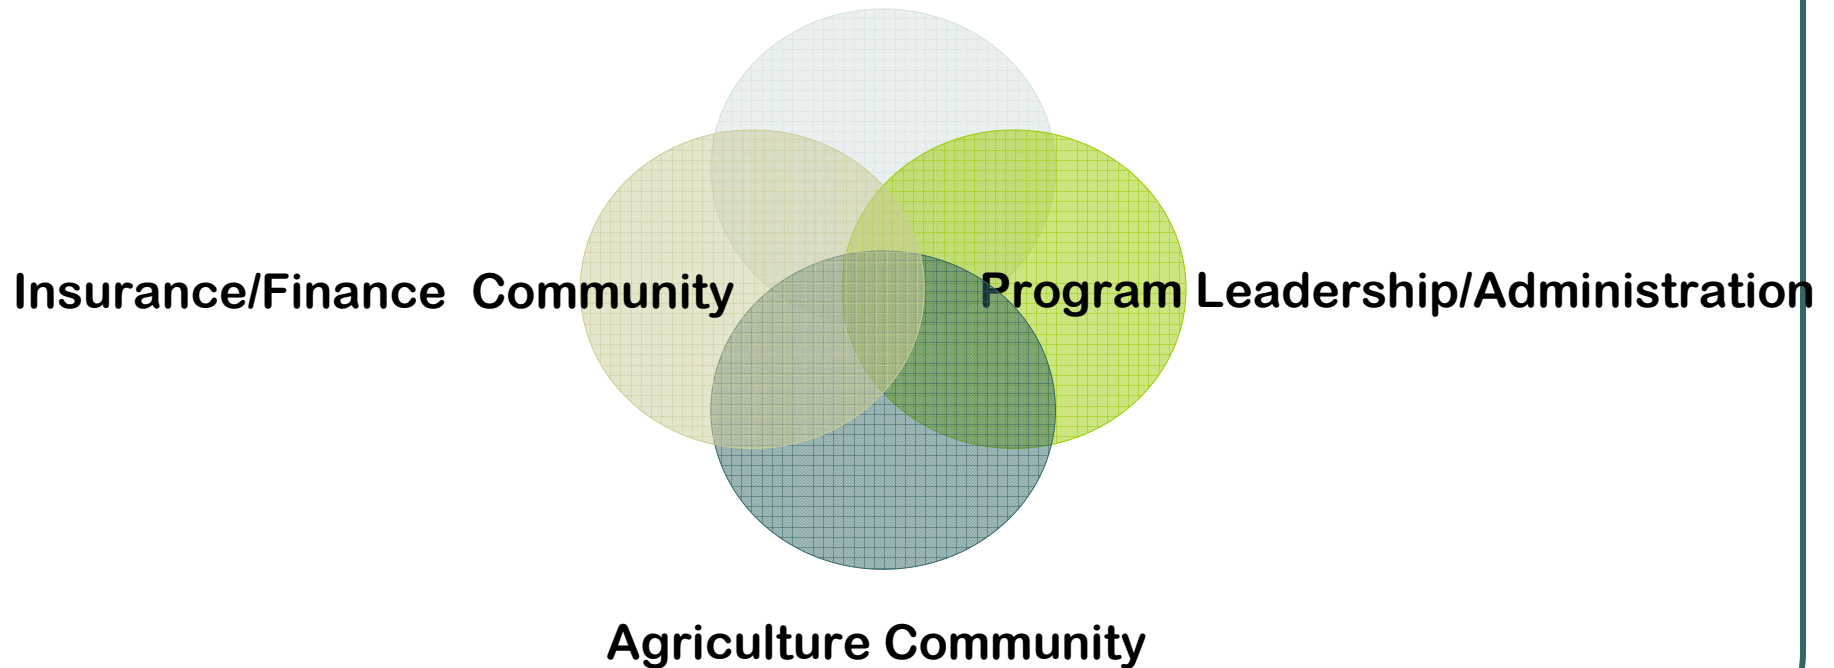 Insurance/Finance  Community
Program Leadership/Administration
Agriculture Community